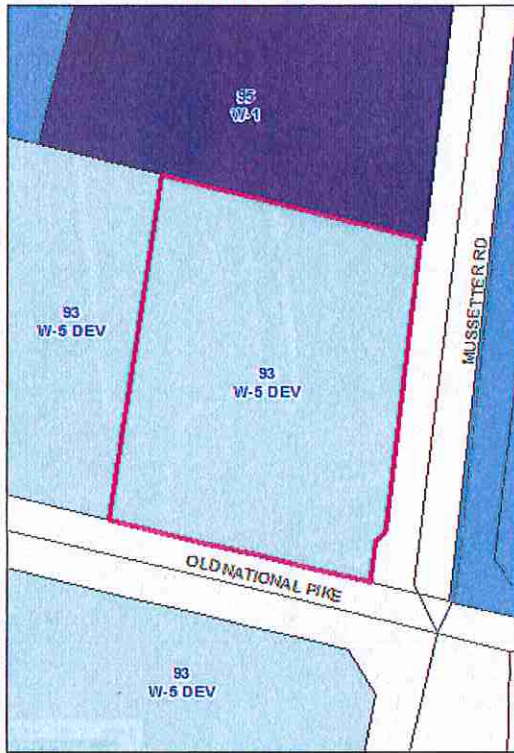 95
W-1
MUSSETTER RD
93
W-5 DEV
93
W-5 DEV
OLD NATIONAL PIKE
93
W-5 DEV